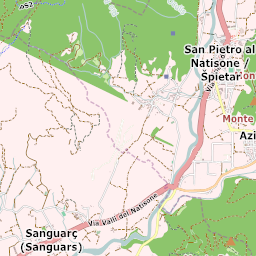 San Pietro al
Natisone /
Špietar
Monte
Azi
Via Valli del Natisone
Sanguarç
(Sanguars)